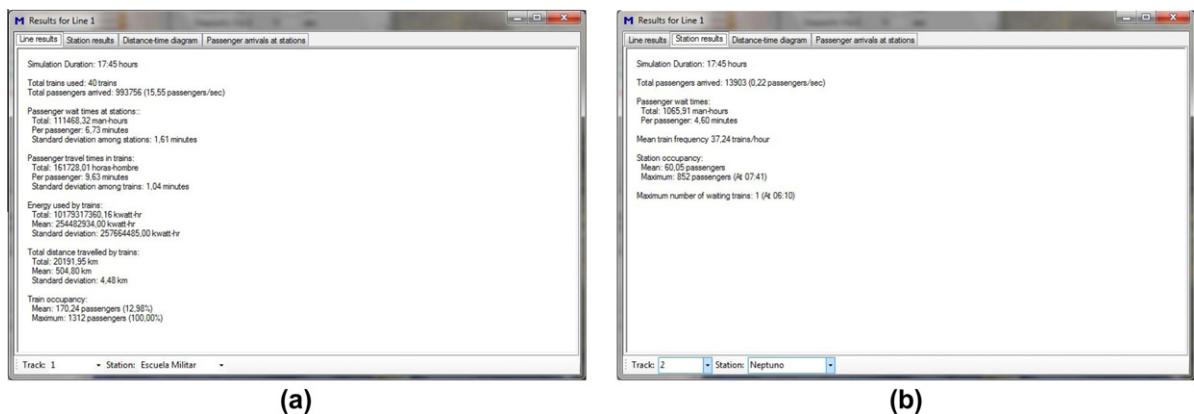 M Results for Line 1
Line results Station results Distance-time diagram Passenger arrivals at stations
Simulation Duration: 17:45 hours
Total trains used: 40 trains
Total passengers arrived: 993756 (15,55 passengers/sec)
Passenger wait times at stations::
Total: 111468,32 man-hours
Per passenger: 6,73 minutes
Standard deviation among stations: 1,61 minutes
Passenger travel times in trains:
Total: 161728,01 horas-hombre
Per passenger: 9,63 minutes
Standard deviation among trains: 1,04 minutes
Energy used by trains:
Total: 10179317360,16 kwatt-hr
Mean: 254482934,00 kwatt-hr
Standard deviation: 257664485,00 kwatt-hr
Total distance travelled by trains:
Total: 20191,95 km
Mean: 504,80 km
Standard deviation: 4,48 km
Train occupancy:
Mean: 170,24 passengers (12,98%)
Maximum: 1312 passengers (100,00%)
Track: 1 Station: Escuela Militar
(a)
M Results for Line 1
Line results Station results Distance-time diagram Passenger arrivals at stations
Simulation Duration: 17:45 hours
Total passengers arrived: 13903 (0,22 passengers/sec)
Passenger wait times:
Total: 1065,91 man-hours
Per passenger: 4,60 minutes
Mean train frequency 37,24 trains/hour
Station occupancy:
Mean: 60,05 passengers
Maximum: 852 passengers (At 07:41)
Maximum number of waiting trains: 1 (At 06:10)
Track: 2 Station: Neptuno
(b)